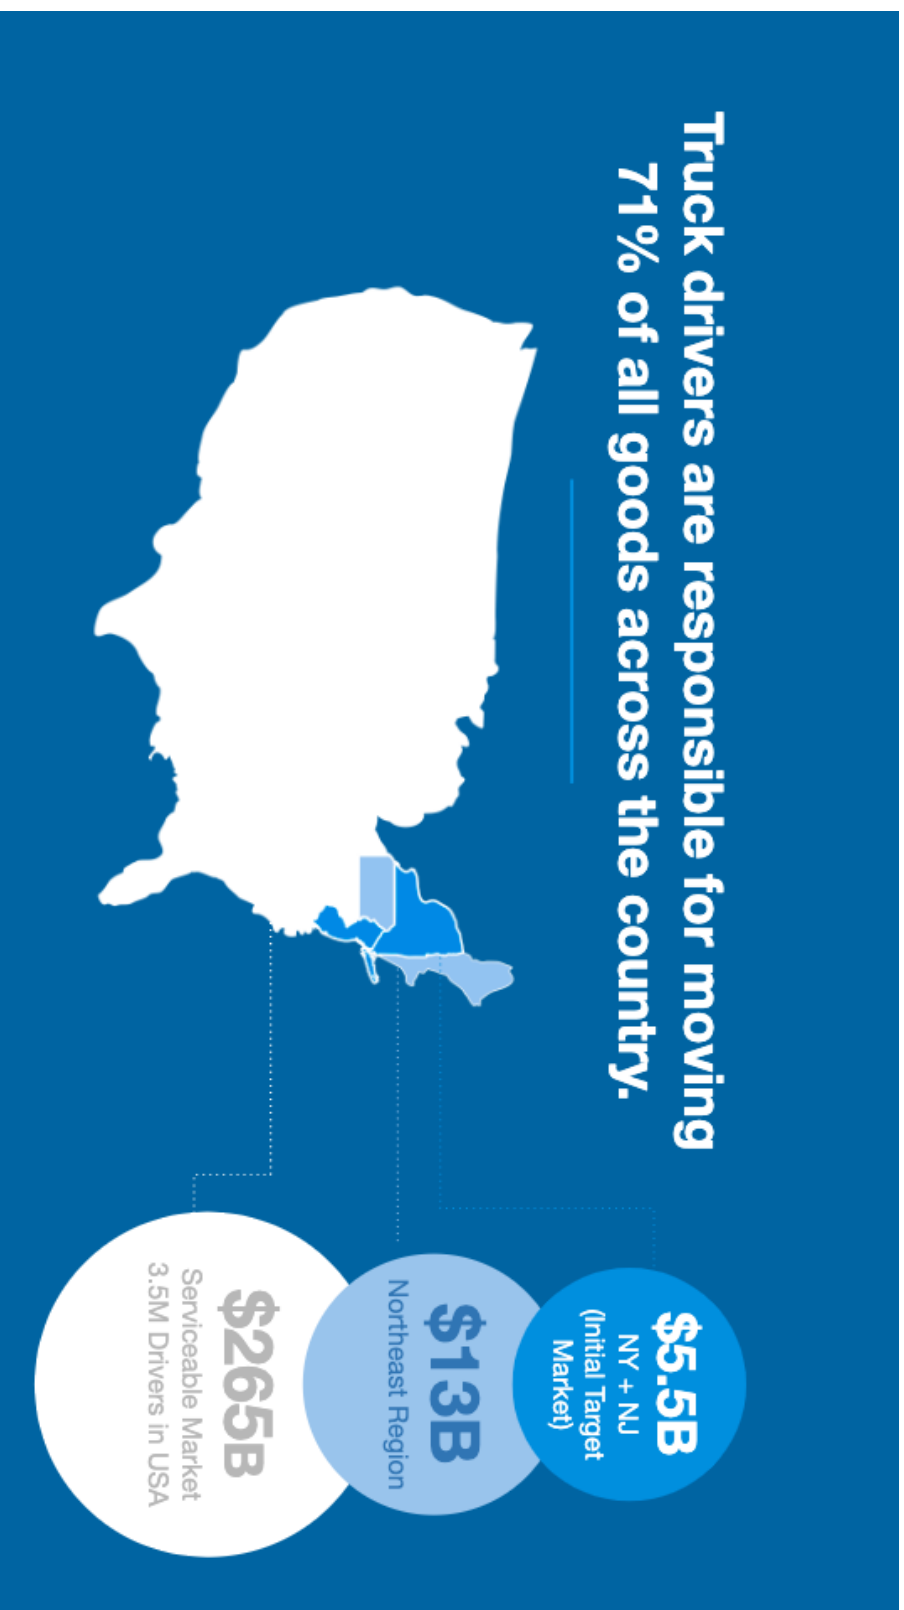 Truck drivers are responsible for moving
71% of all goods across the country.
$5.5B
NY + NJ
(Initial Target
Market)
$13B
Northeast Region
$265B
Serviceable Market
3.5M Drivers in USA